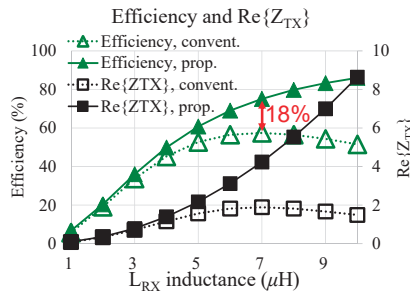 Efficiency and Re{Z_TX}
Efficiency, convent.
Efficiency, prop.
Re{ZTX}, convent.
Re{ZTX}, prop.
18%
Efficiency (%)
100
80
60
40
20
0
Re{Z_TX}
10
8
6
4
2
0
1 3 5 7 9
L_RX inductance (μH)